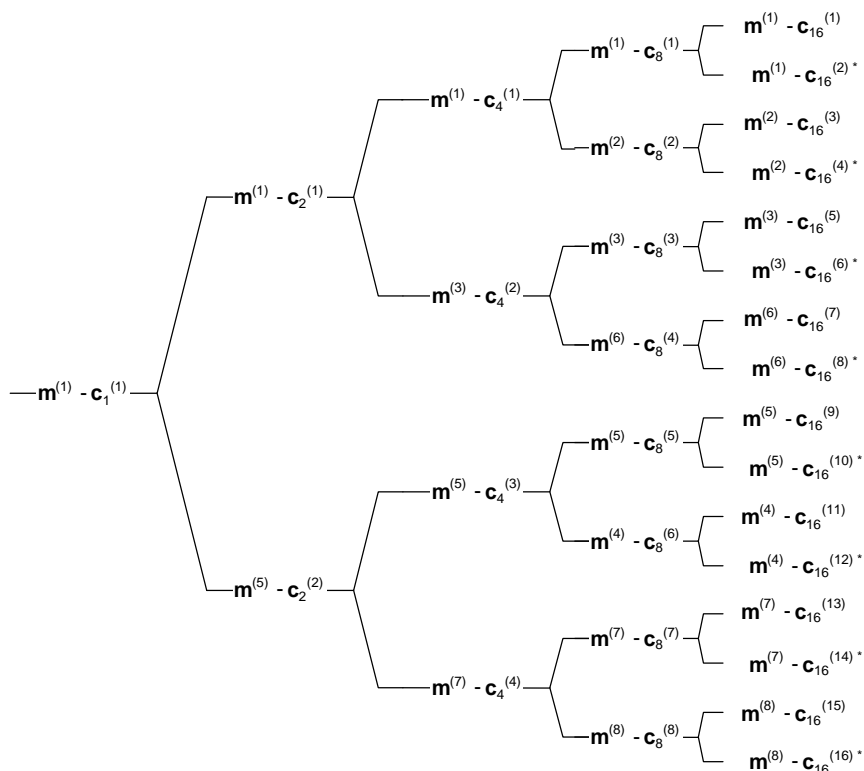 m(1) - c16(1)
m(1) - c8(1)
m(1) - c16(2) *
m(1) - c4(1)
m(2) - c16(3)
m(2) - c8(2)
m(2) - c16(4) *
m(1) - c2(1)
m(3) - c16(5)
m(3) - c8(3)
m(3) - c16(6) *
m(3) - c4(2)
m(6) - c16(7)
m(6) - c8(4)
m(6) - c16(8) *
m(1) - c1(1)
m(5) - c16(9)
m(5) - c8(5)
m(5) - c16(10) *
m(5) - c4(3)
m(4) - c16(11)
m(4) - c8(6)
m(4) - c16(12) *
m(5) - c2(2)
m(7) - c16(13)
m(7) - c8(7)
m(7) - c16(14) *
m(7) - c4(4)
m(8) - c16(15)
m(8) - c8(8)
m(8) - c16(16) *